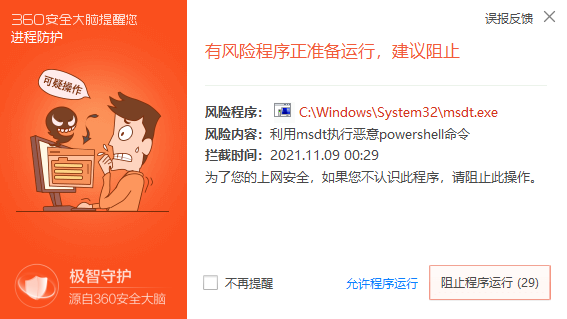 360安全大脑提醒您
进程防护
误报反馈
有风险程序正准备运行，建议阻止
可疑操作
风险程序： C:\Windows\System32\msdt.exe
风险内容：利用msdt执行恶意powershell命令
拦截时间：2021.11.09 00:29
为了您的上网安全，如果您不认识此程序，请阻止此操作。
极智守护
源自360安全大脑
不再提醒
允许程序运行
阻止程序运行 (29)